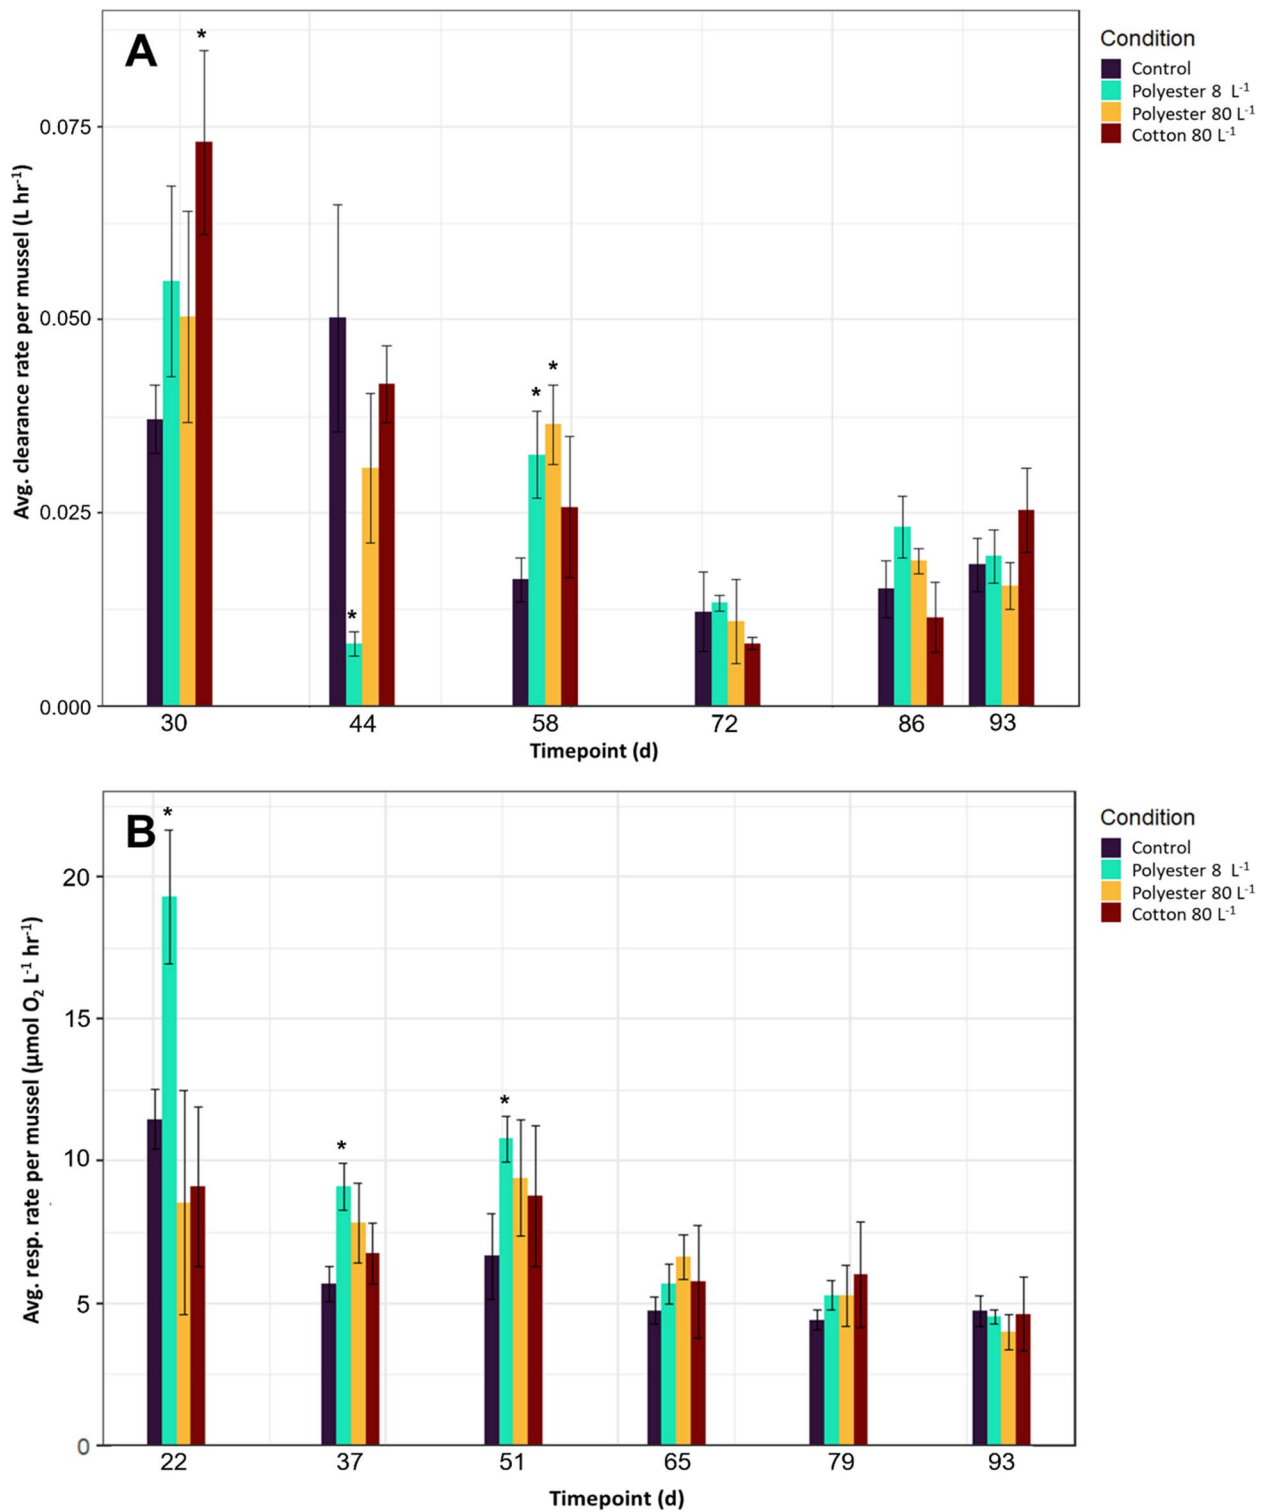 A
*
Condition
Control
Polyester 8 L⁻¹
Polyester 80 L⁻¹
Cotton 80 L⁻¹
Avg. clearance rate per mussel (L hr⁻¹)
0.075
0.050
0.025
0.000
* *
*
30 44 58 72 86 93
Timepoint (d)
B
*
Condition
Control
Polyester 8 L⁻¹
Polyester 80 L⁻¹
Cotton 80 L⁻¹
Avg. resp. rate per mussel (µmol O₂ L⁻¹ hr⁻¹)
20
15
10
5
0
*
*
22 37 51 65 79 93
Timepoint (d)